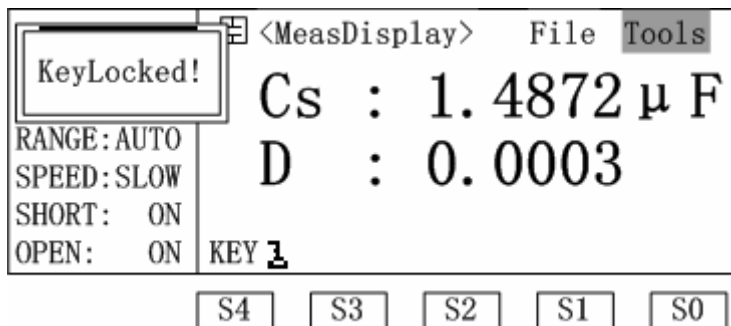 <MeasDisplay> File Tools
KeyLocked!
Cs : 1.4872 μF
RANGE:AUTO
D : 0.0003
SPEED:SLOW
SHORT: ON
OPEN: ON
KEY
S4 S3 S2 S1 S0